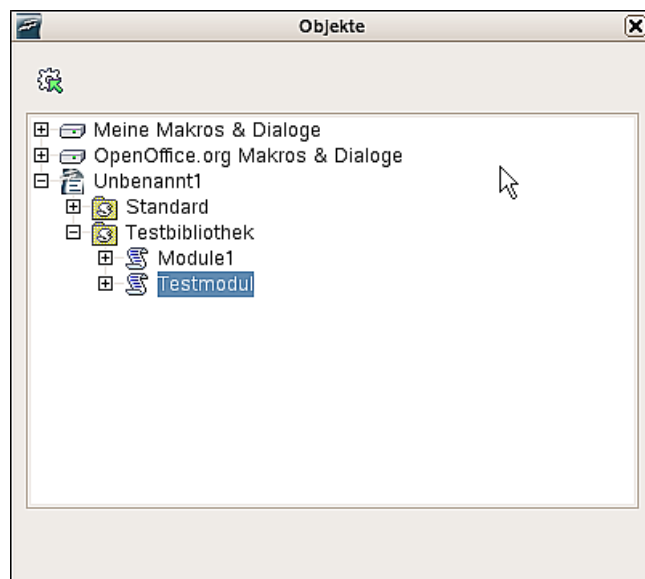 Objekte
Meine Makros & Dialoge
OpenOffice.org Makros & Dialoge
Unbenannt1
Standard
Testbibliothek
Module1
Testmodul